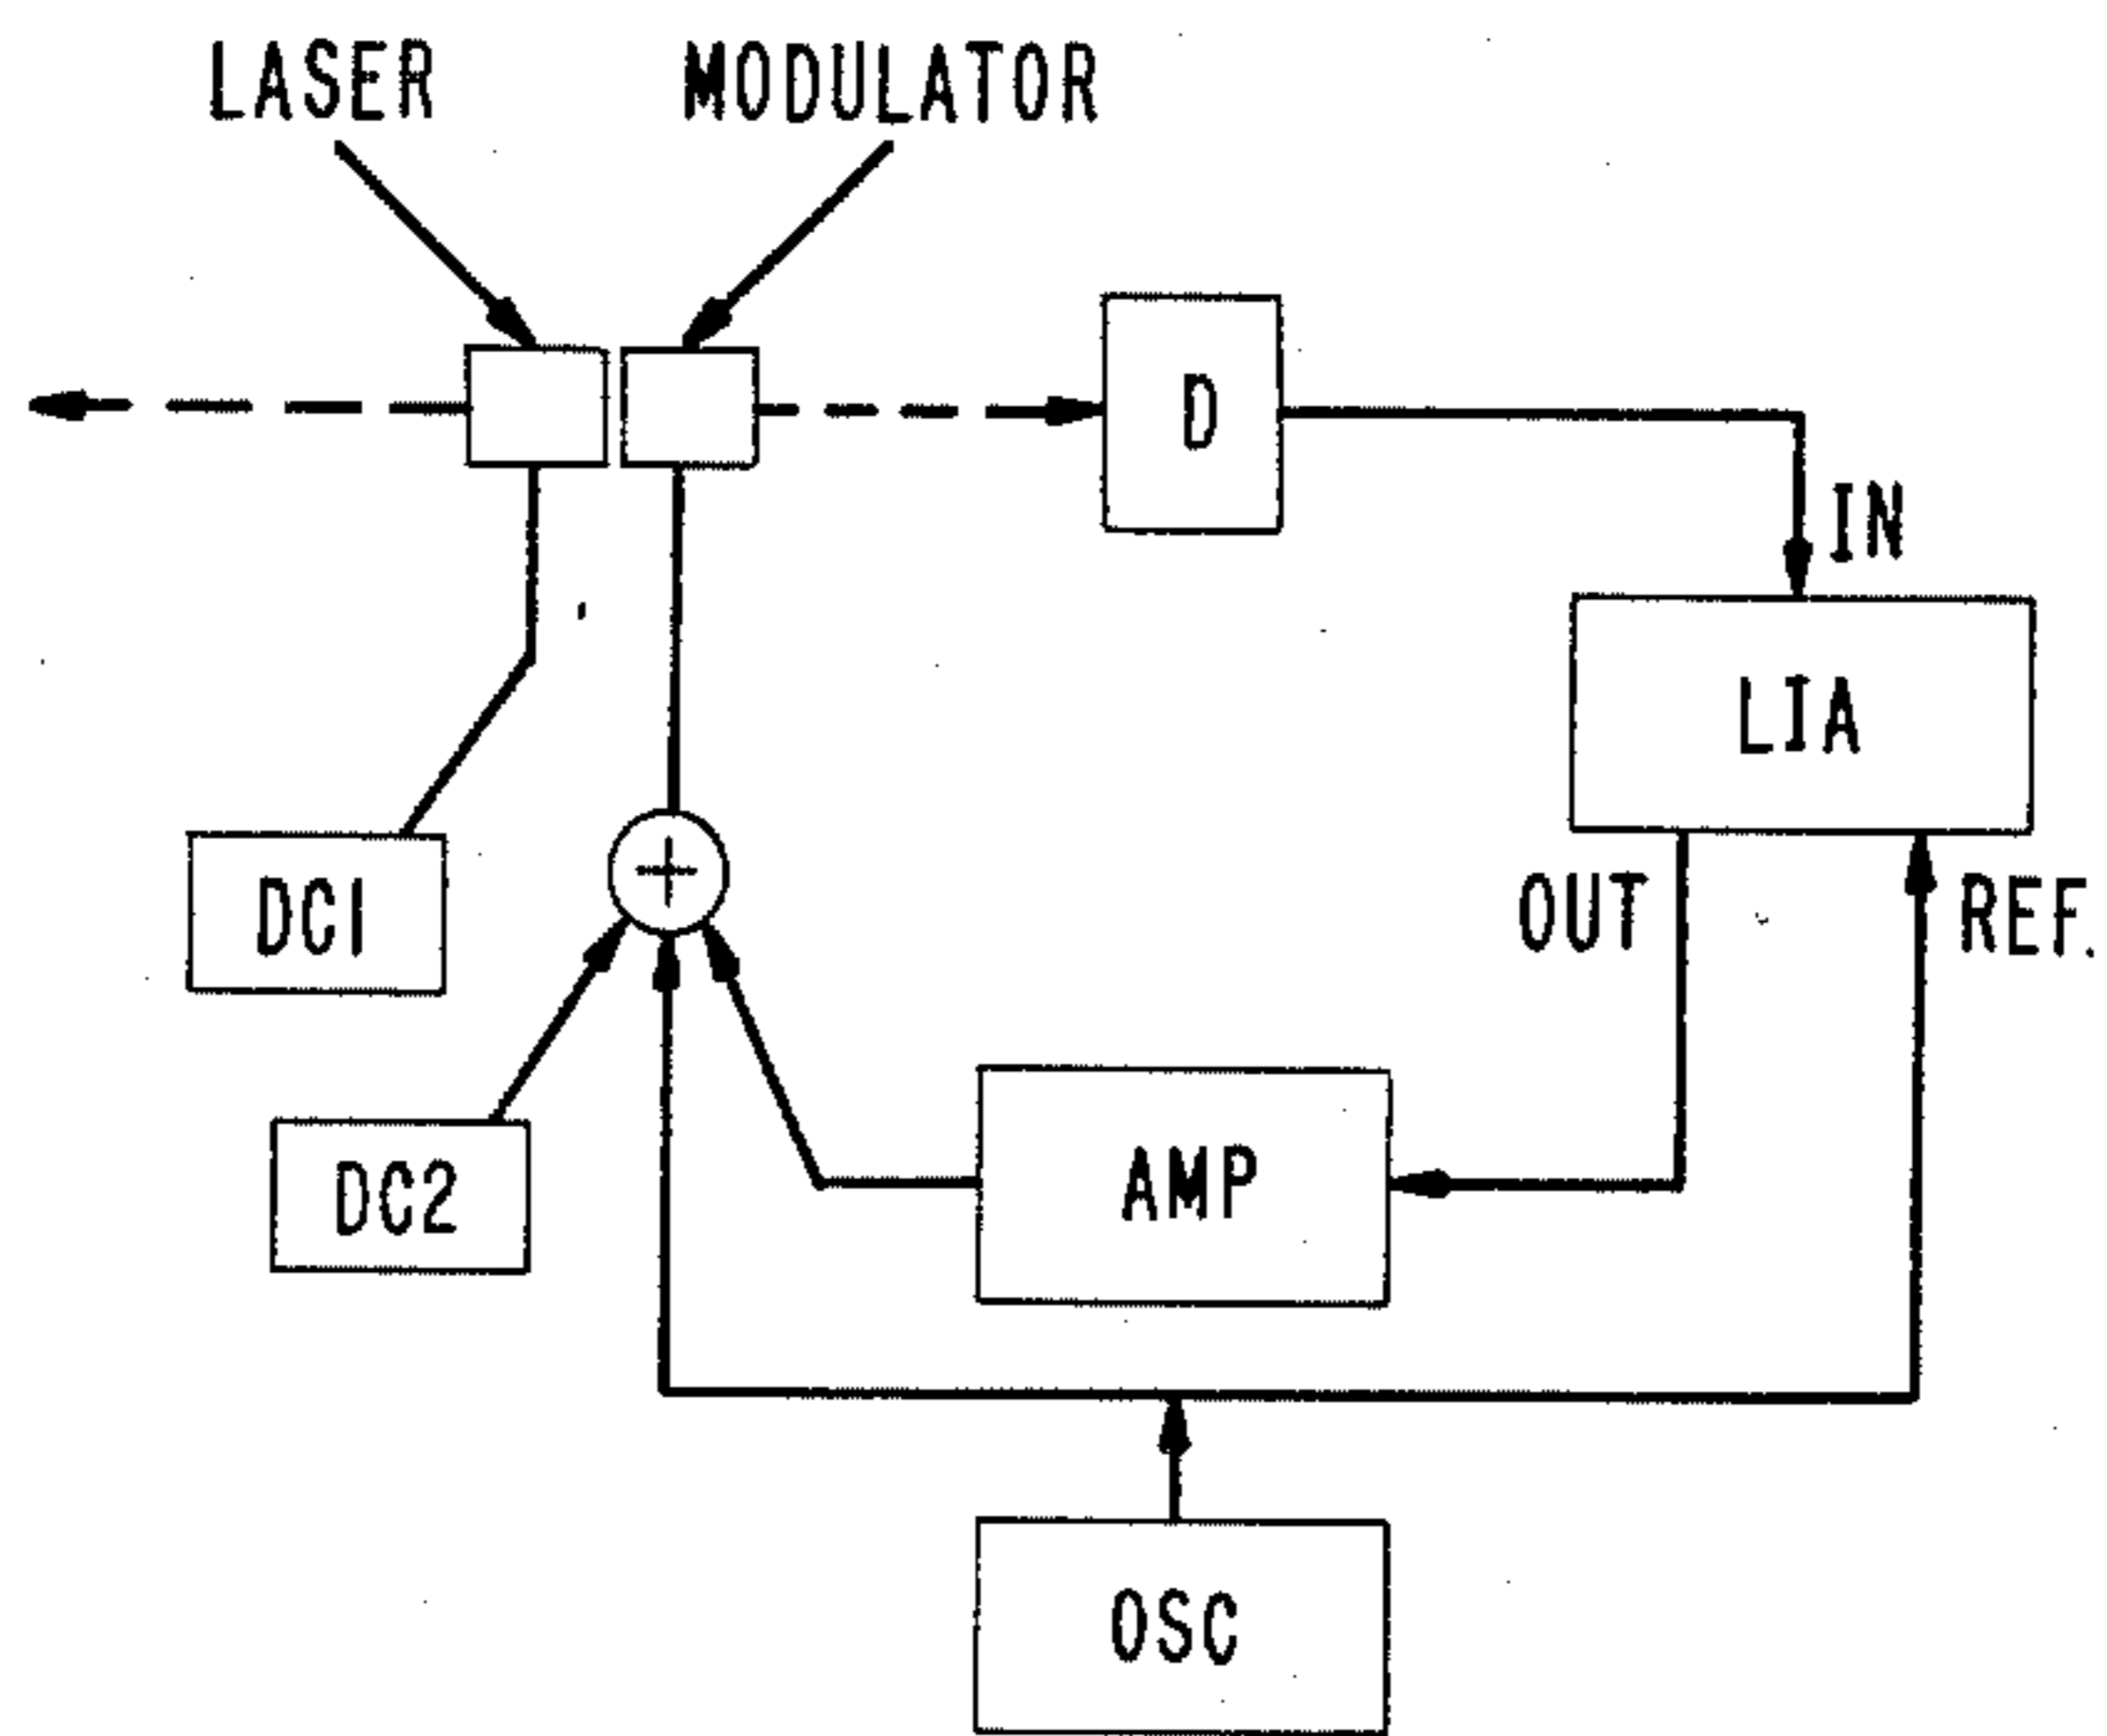 LASER
MODULATOR
D
IN
LIA
OUT
REF.
DC1
+
AMP
DC2
OSC